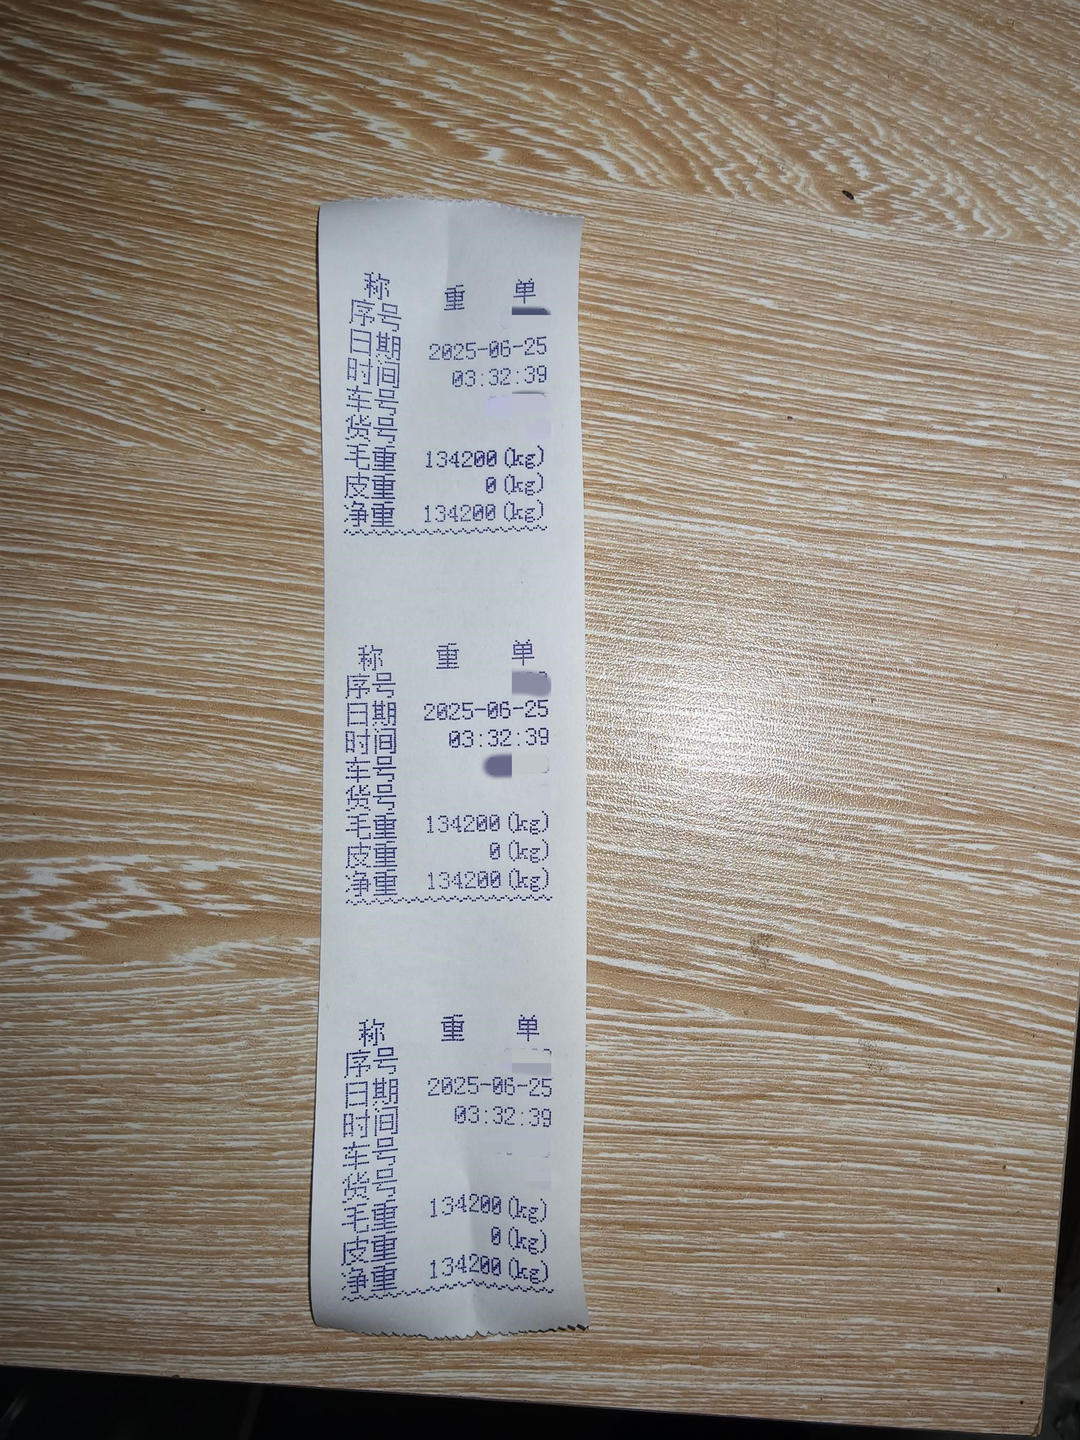 称 重 单
序号
日期 2025-06-25
时间 03:32:39
车号
货号
毛重 134200(kg)
皮重 0(kg)
净重 134200(kg)
称 重 单
序号
日期 2025-06-25
时间 03:32:39
车号
货号
毛重 134200(kg)
皮重 0(kg)
净重 134200(kg)
称 重 单
序号
日期 2025-06-25
时间 03:32:39
车号
货号
毛重 134200(kg)
皮重 0(kg)
净重 134200(kg)